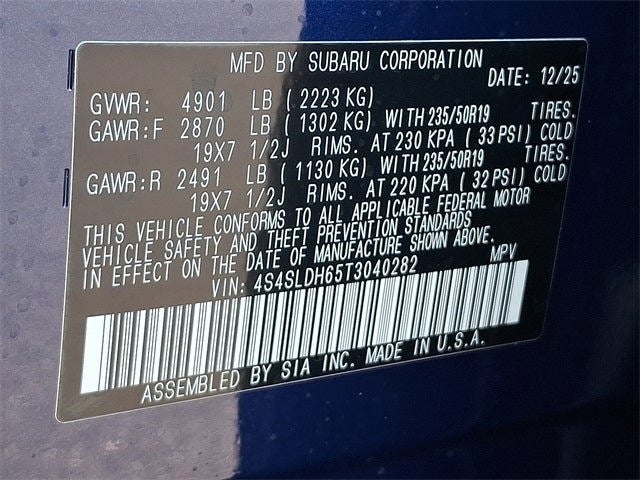 MFD BY SUBARU CORPORATION
DATE: 12/25
GVWR: 4901 LB ( 2223 KG)
GAWR:F 2870 LB ( 1302 KG) WITH 235/50R19 TIRES.
19X7 1/2J RIMS. AT 230 KPA ( 33 PSI) COLD
GAWR:R 2491 LB ( 1130 KG) WITH 235/50R19 TIRES.
19X7 1/2J RIMS. AT 220 KPA ( 32 PSI) COLD
THIS VEHICLE CONFORMS TO ALL APPLICABLE FEDERAL MOTOR
VEHICLE SAFETY AND THEFT PREVENTION STANDARDS
IN EFFECT ON THE DATE OF MANUFACTURE SHOWN ABOVE.
VIN: 4S4SLDH65T3040282 MPV
ASSEMBLED BY SIA INC. MADE IN U.S.A.